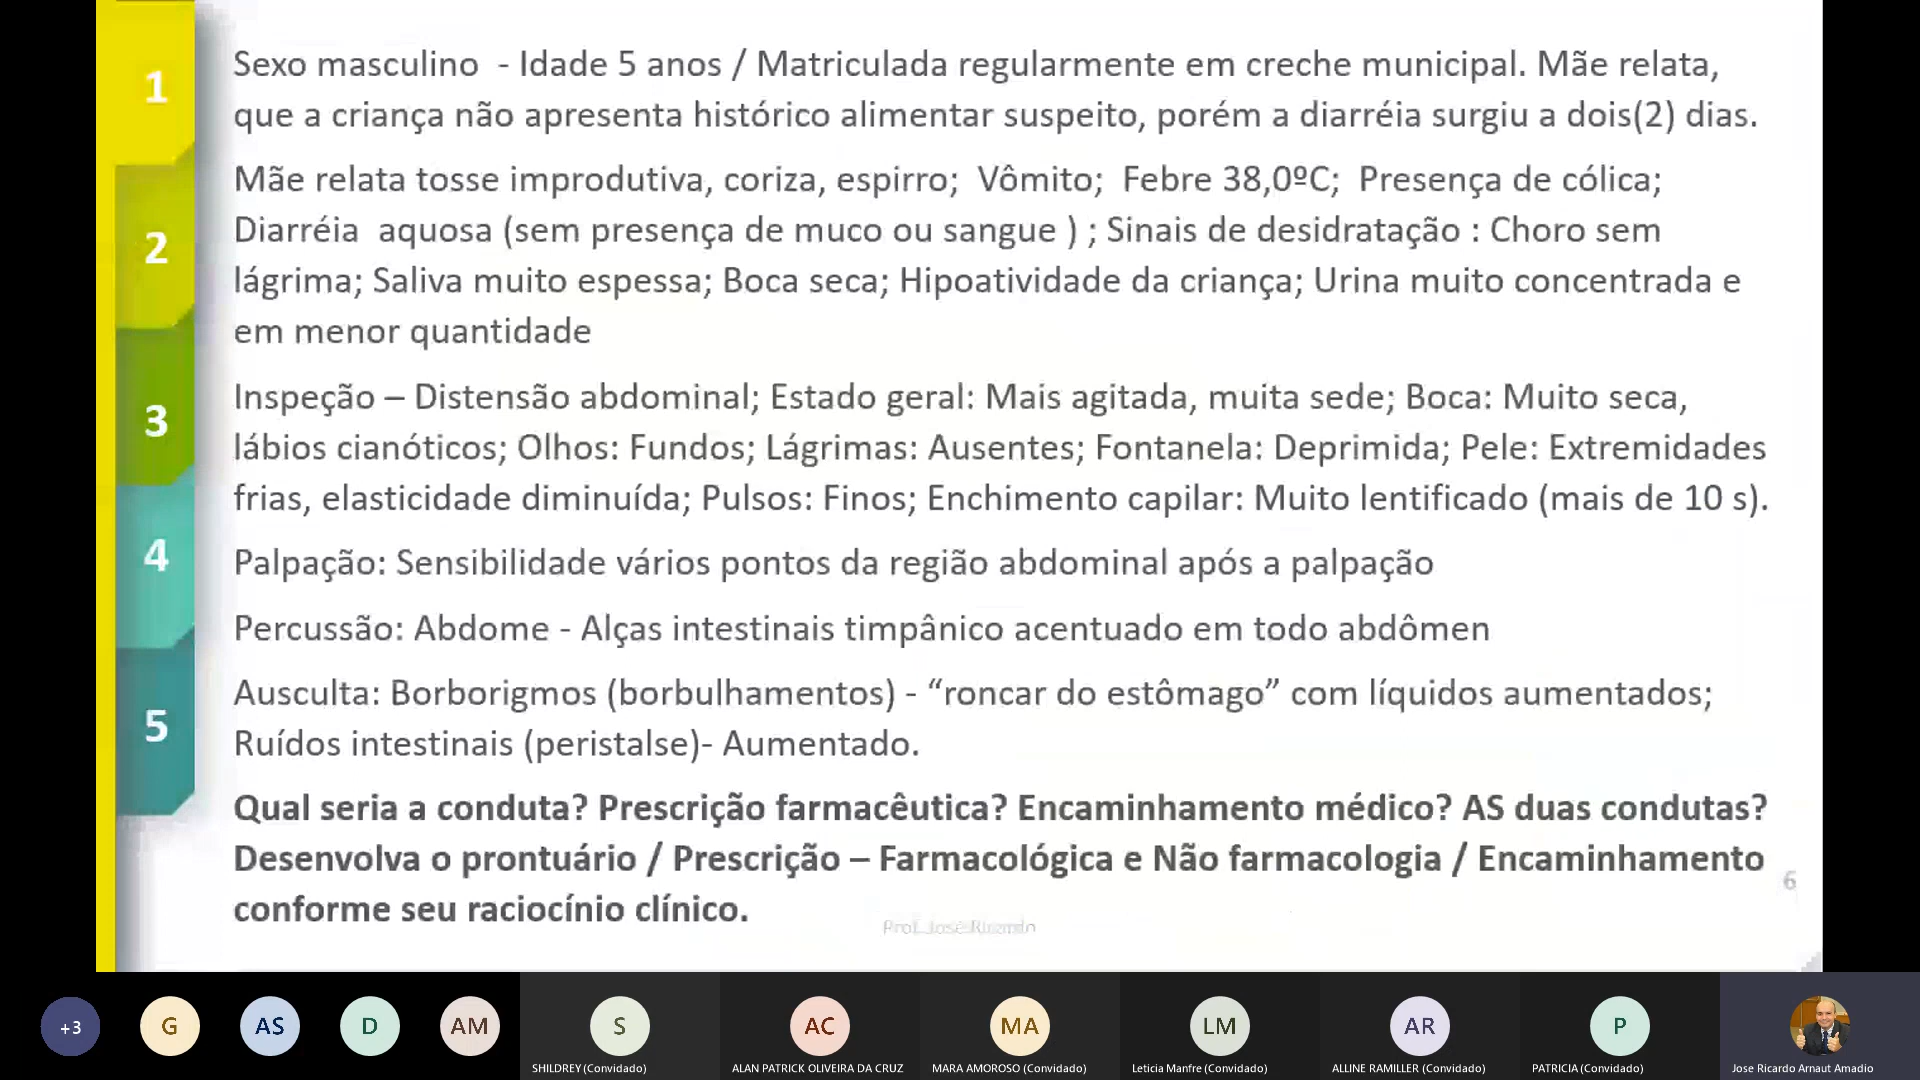 1
Sexo masculino - Idade 5 anos / Matriculada regularmente em creche municipal. Mãe relata,
que a criança não apresenta histórico alimentar suspeito, porém a diarréia surgiu a dois(2) dias.
2
Mãe relata tosse improdutiva, coriza, espirro; Vômito; Febre 38,0ºC; Presença de cólica;
Diarréia aquosa (sem presença de muco ou sangue ) ; Sinais de desidratação : Choro sem
lágrima; Saliva muito espessa; Boca seca; Hipoatividade da criança; Urina muito concentrada e
em menor quantidade
3
Inspeção – Distensão abdominal; Estado geral: Mais agitada, muita sede; Boca: Muito seca,
lábios cianóticos; Olhos: Fundos; Lágrimas: Ausentes; Fontanela: Deprimida; Pele: Extremidades
frias, elasticidade diminuída; Pulsos: Finos; Enchimento capilar: Muito lentificado (mais de 10 s).
4
Palpação: Sensibilidade vários pontos da região abdominal após a palpação
Percussão: Abdome - Alças intestinais timpânico acentuado em todo abdômen
5
Ausculta: Borborigmos (borbulhamentos) - “roncar do estômago” com líquidos aumentados;
Ruídos intestinais (peristalse)- Aumentado.
Qual seria a conduta? Prescrição farmacêutica? Encaminhamento médico? AS duas condutas?
Desenvolva o prontuário / Prescrição – Farmacológica e Não farmacologia / Encaminhamento
conforme seu raciocínio clínico.
6
Prof. José Ricardo
+3
G
AS
D
AM
S
AC
MA
LM
AR
P
SHILDREY (Convidado)
ALAN PATRICK OLIVEIRA DA CRUZ
MARA AMOROSO (Convidado)
Leticia Manfre (Convidado)
ALLINE RAMILLER (Convidado)
PATRICIA (Convidado)
Jose Ricardo Arnaut Amadio